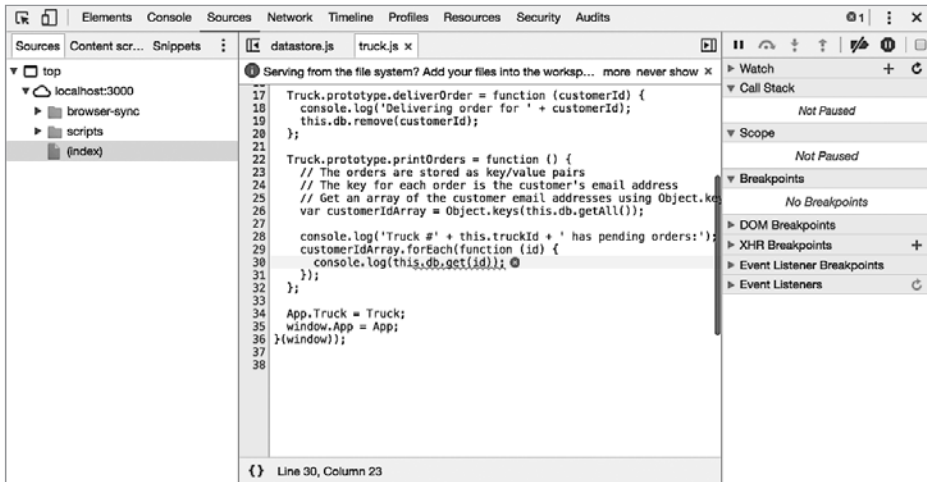 Elements Console Sources Network Timeline Profiles Resources Security Audits
1
Sources Content scr... Snippets
datastore.js truck.js ×
top
localhost:3000
browser-sync
scripts
(index)
Serving from the file system? Add your files into the worksp... more never show ×
17 Truck.prototype.deliverOrder = function (customerId) {
18 console.log('Delivering order for ' + customerId);
19 this.db.remove(customerId);
20 };
21
22 Truck.prototype.printOrders = function () {
23 // The orders are stored as key/value pairs
24 // The key for each order is the customer's email address
25 // Get an array of the customer email addresses using Object.key
26 var customerIdArray = Object.keys(this.db.getAll());
27
28 console.log('Truck #' + this.truckId + ' has pending orders:');
29 customerIdArray.forEach(function (id) {
30 console.log(this.db.get(id));
31 });
32 };
33
34 App.Truck = Truck;
35 window.App = App;
36 }(window));
37
38
{} Line 30, Column 23
Watch
Call Stack
Not Paused
Scope
Not Paused
Breakpoints
No Breakpoints
DOM Breakpoints
XHR Breakpoints
Event Listener Breakpoints
Event Listeners